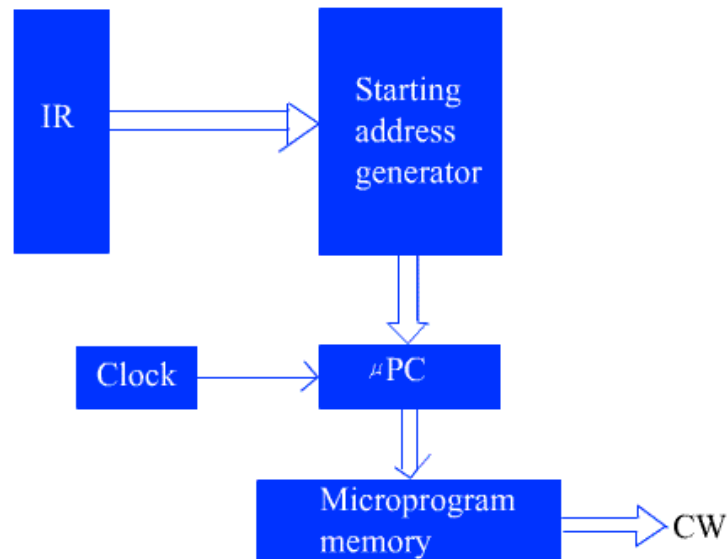 IR
Starting
address
generator
Clock
μPC
Microprogram
memory
CW